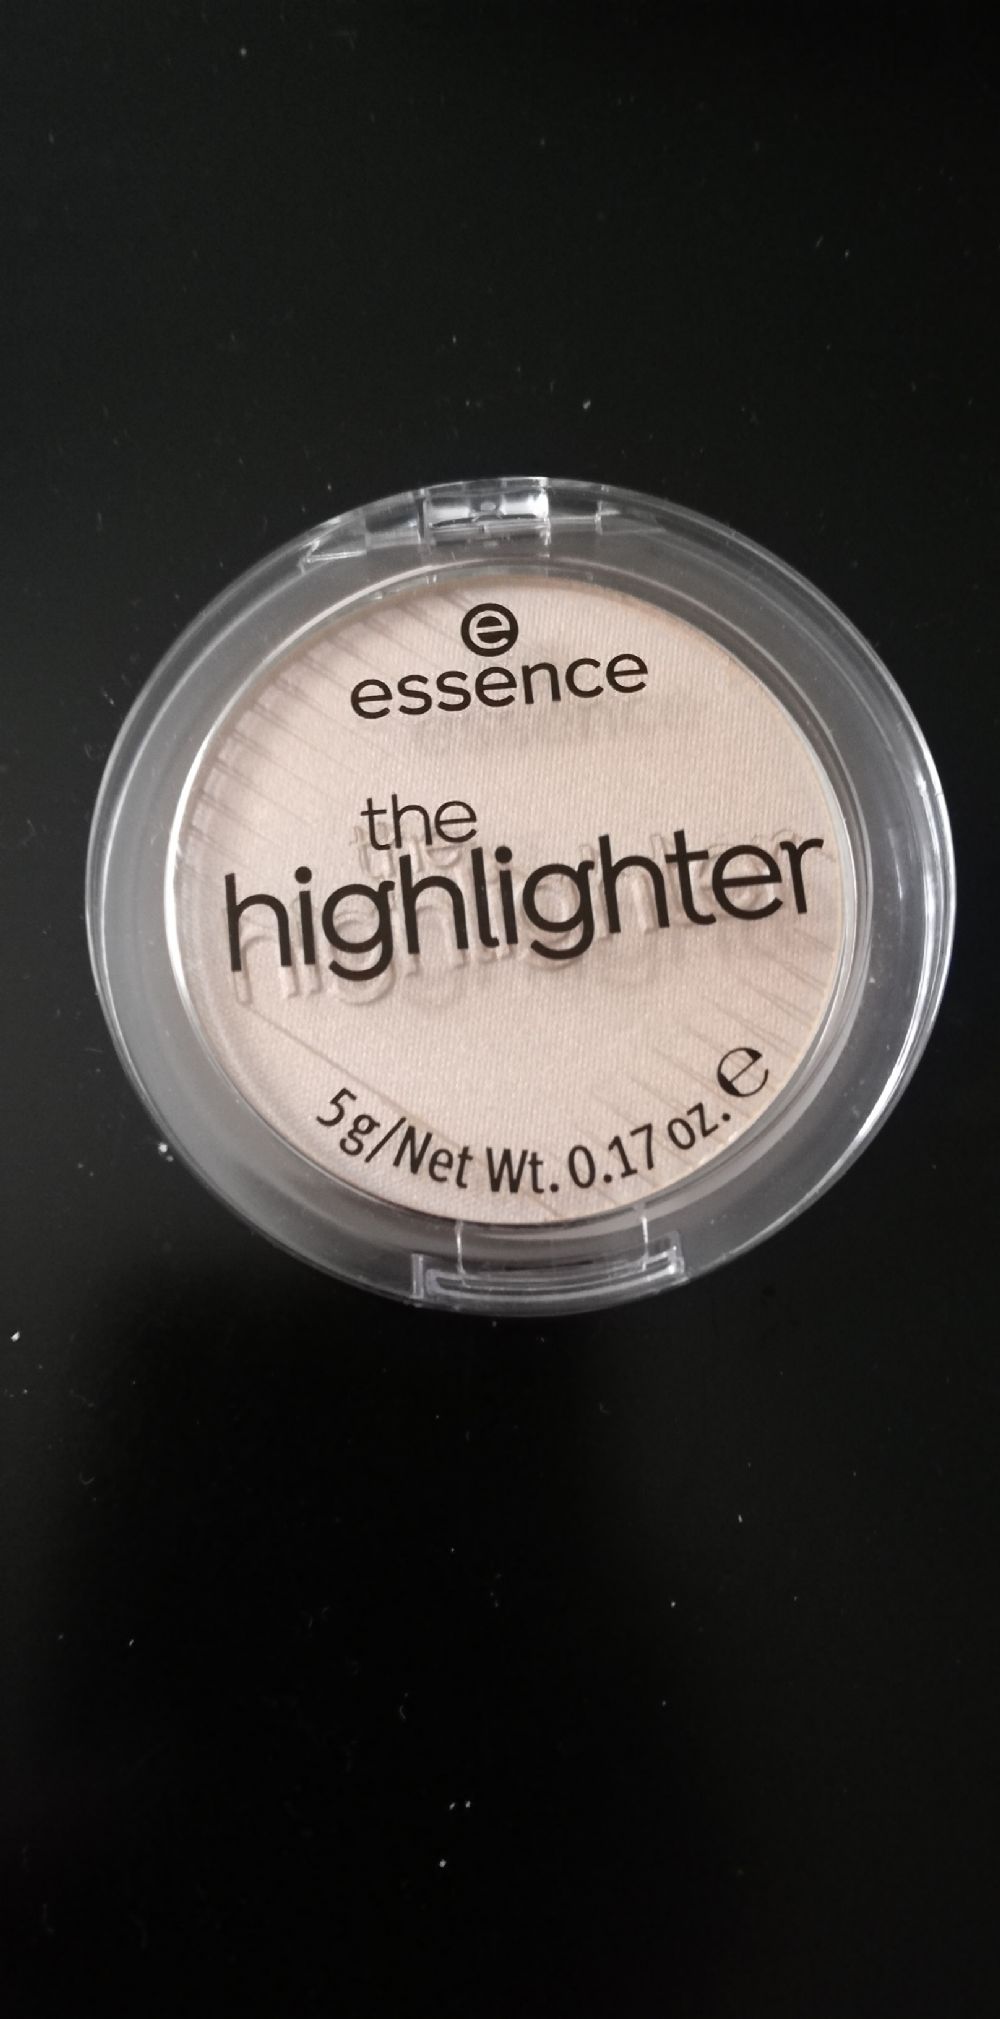 e
essence
the
highlighter
5g/Net Wt. 0.17 oz. ℮